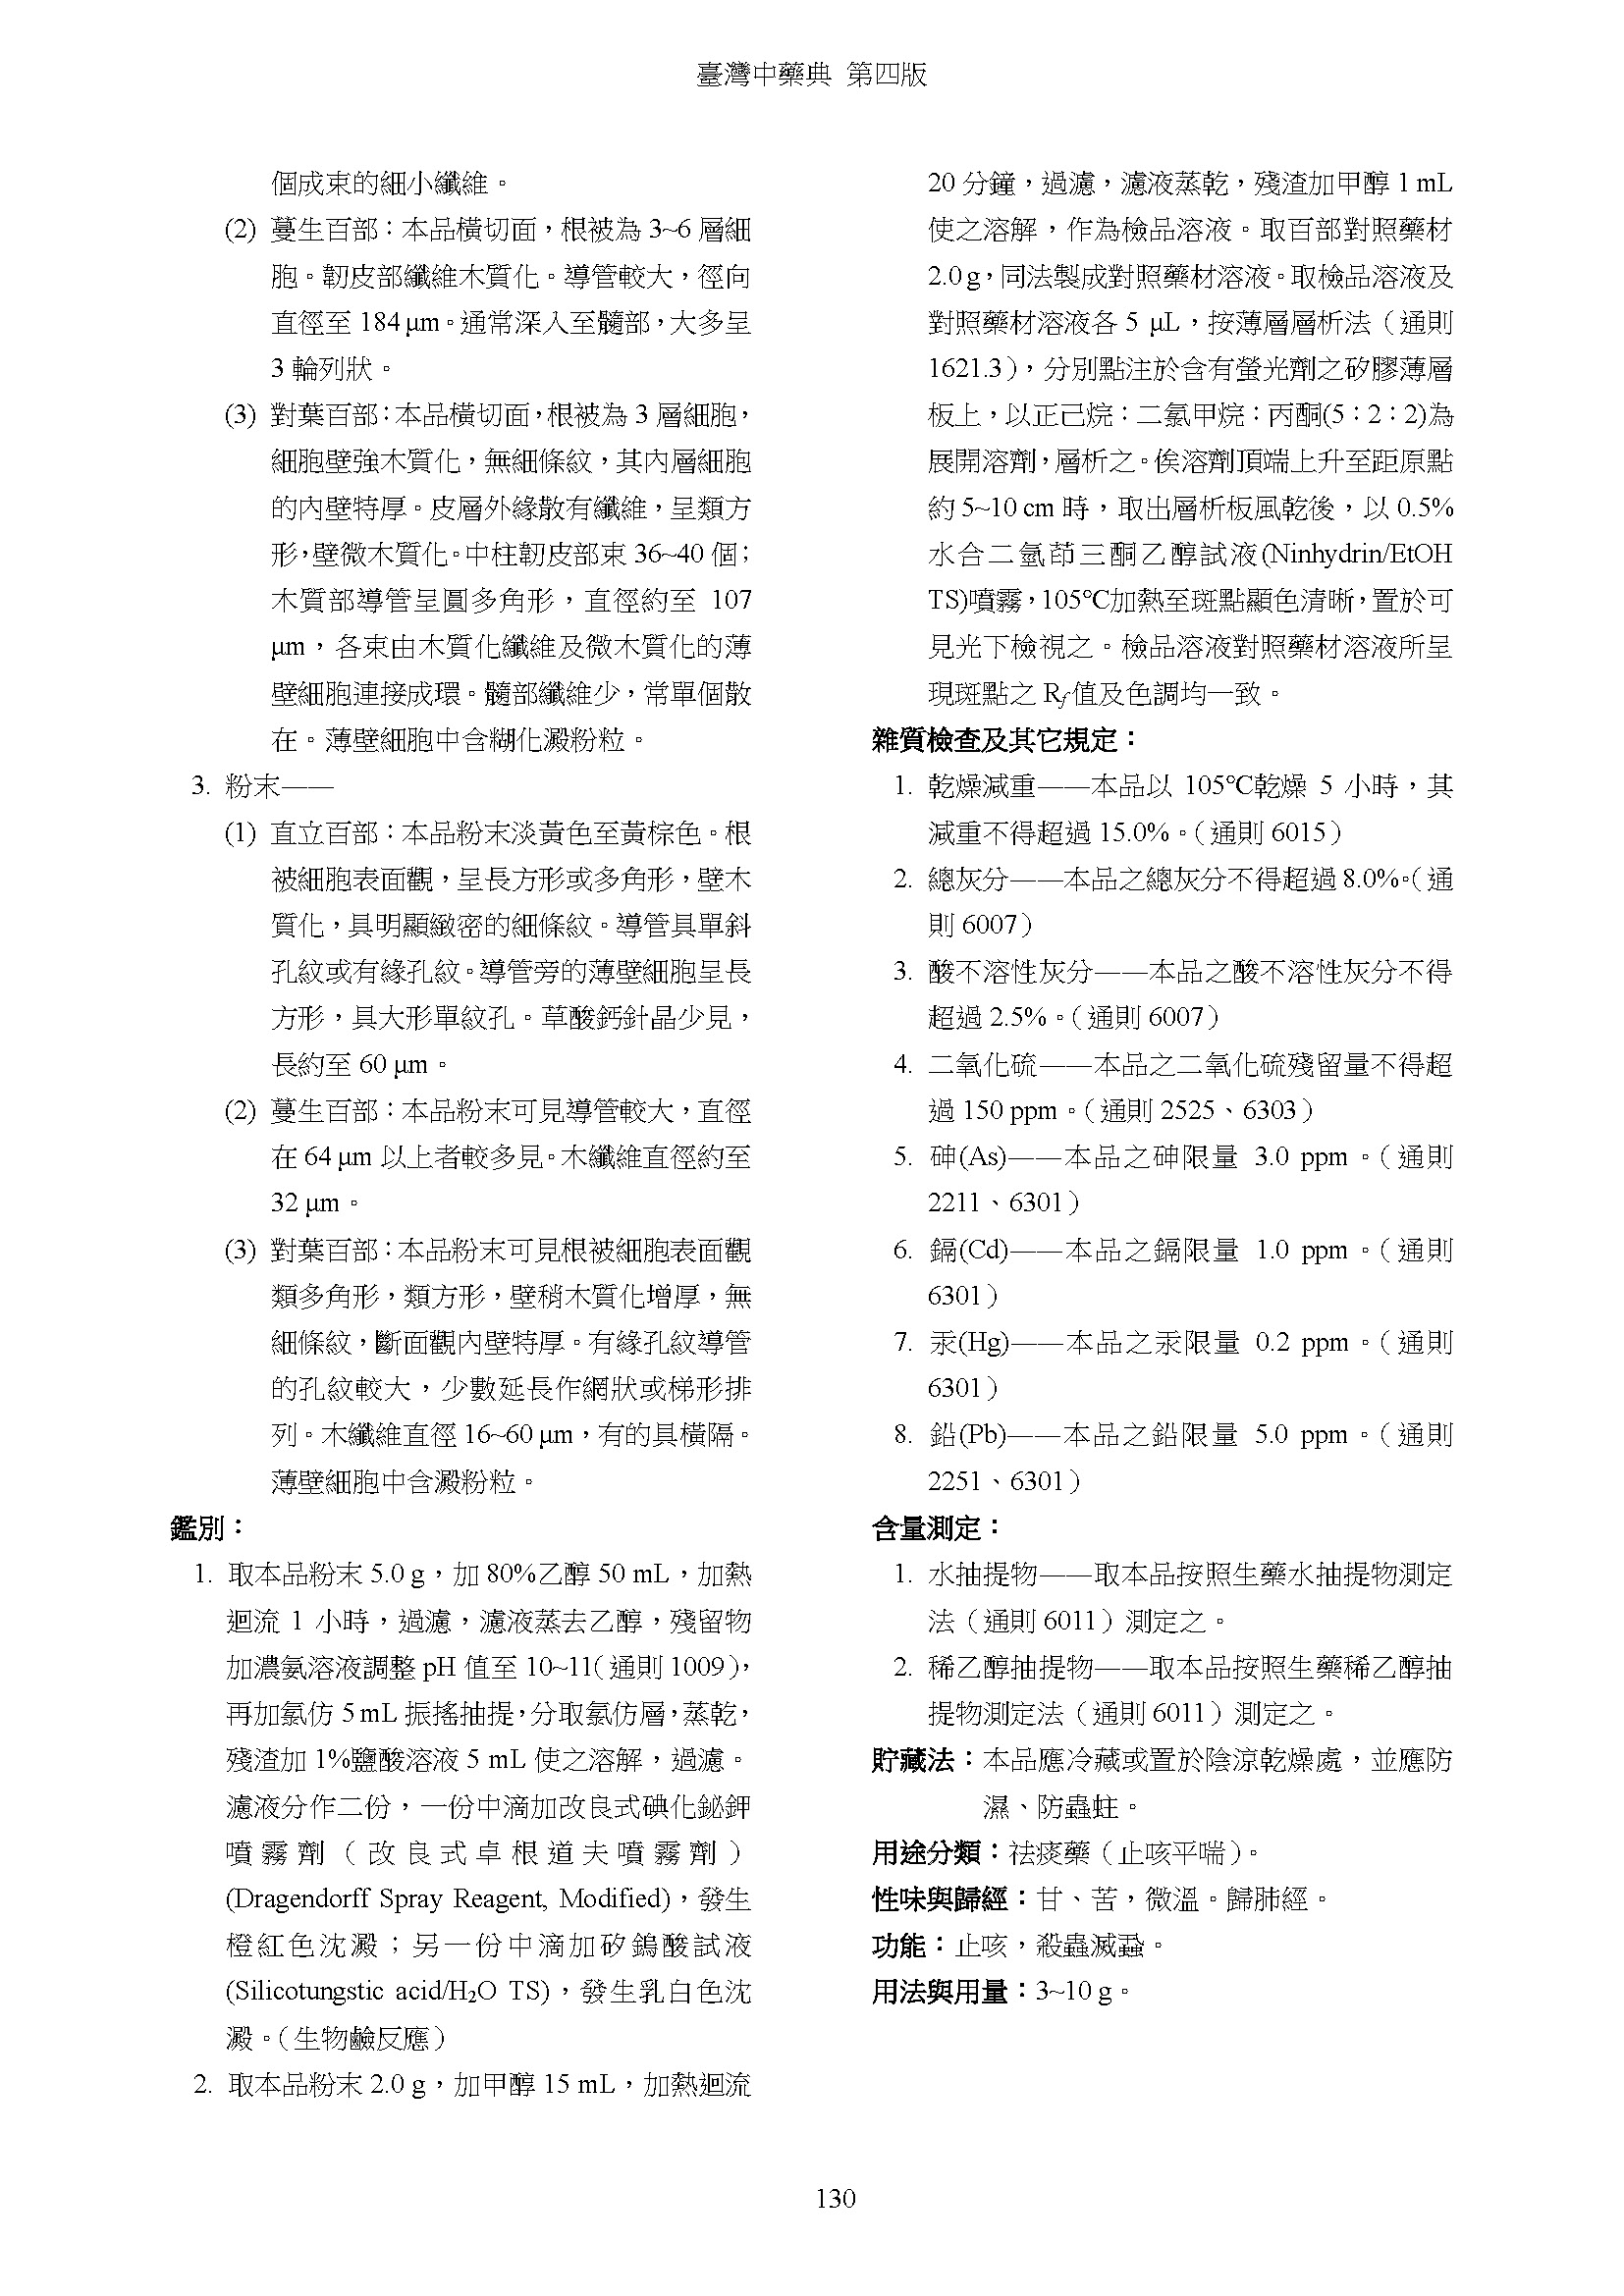 臺灣中藥典 第四版
個成束的細小纖維。
(2) 蔓生百部：本品橫切面，根被為 3~6 層細
胞。韌皮部纖維木質化。導管較大，徑向
直徑至 184 μm。通常深入至髓部，大多呈
3 輪列狀。
(3) 對葉百部：本品橫切面，根被為 3 層細胞，
細胞壁強木質化，無細條紋，其內層細胞
的內壁特厚。皮層外緣散有纖維，呈類方
形，壁微木質化。中柱韌皮部束 36~40 個；
木質部導管呈圓多角形，直徑約至 107
μm，各束由木質化纖維及微木質化的薄
壁細胞連接成環。髓部纖維少，常單個散
在。薄壁細胞中含糊化澱粉粒。
3. 粉末——
(1) 直立百部：本品粉末淡黃色至黃棕色。根
被細胞表面觀，呈長方形或多角形，壁木
質化，具明顯緻密的細條紋。導管具單斜
孔紋或有緣孔紋。導管旁的薄壁細胞呈長
方形，具大形單紋孔。草酸鈣針晶少見，
長約至 60 μm。
(2) 蔓生百部：本品粉末可見導管較大，直徑
在 64 μm 以上者較多見。木纖維直徑約至
32 μm。
(3) 對葉百部：本品粉末可見根被細胞表面觀
類多角形，類方形，壁稍木質化增厚，無
細條紋，斷面觀內壁特厚。有緣孔紋導管
的孔紋較大，少數延長作網狀或梯形排
列。木纖維直徑 16~60 μm，有的具橫隔。
薄壁細胞中含澱粉粒。
鑑別：
1. 取本品粉末 5.0 g，加 80%乙醇 50 mL，加熱
迴流 1 小時，過濾，濾液蒸去乙醇，殘留物
加濃氨溶液調整 pH 值至 10~11（通則 1009），
再加氯仿 5 mL 振搖抽提，分取氯仿層，蒸乾，
殘渣加 1%鹽酸溶液 5 mL 使之溶解，過濾。
濾液分作二份，一份中滴加改良式碘化鉍鉀
噴霧劑（改良式卓根道夫噴霧劑）
(Dragendorff Spray Reagent, Modified)，發生
橙紅色沈澱；另一份中滴加矽鎢酸試液
(Silicotungstic acid/H₂O TS)，發生乳白色沈
澱。（生物鹼反應）
2. 取本品粉末 2.0 g，加甲醇 15 mL，加熱迴流
20 分鐘，過濾，濾液蒸乾，殘渣加甲醇 1 mL
使之溶解，作為檢品溶液。取百部對照藥材
2.0 g，同法製成對照藥材溶液。取檢品溶液及
對照藥材溶液各 5 μL，按薄層層析法（通則
1621.3），分別點注於含有螢光劑之矽膠薄層
板上，以正己烷：二氯甲烷：丙酮(5：2：2)為
展開溶劑，層析之。俟溶劑頂端上升至距原點
約 5~10 cm 時，取出層析板風乾後，以 0.5%
水合二氫茚三酮乙醇試液(Ninhydrin/EtOH
TS)噴霧，105℃加熱至斑點顯色清晰，置於可
見光下檢視之。檢品溶液對照藥材溶液所呈
現斑點之 Rf 值及色調均一致。
雜質檢查及其它規定：
1. 乾燥減重——本品以 105℃乾燥 5 小時，其
減重不得超過 15.0%。（通則 6015）
2. 總灰分——本品之總灰分不得超過 8.0%。（通
則 6007）
3. 酸不溶性灰分——本品之酸不溶性灰分不得
超過 2.5%。（通則 6007）
4. 二氧化硫——本品之二氧化硫殘留量不得超
過 150 ppm。（通則 2525、6303）
5. 砷(As)——本品之砷限量 3.0 ppm。（通則
2211、6301）
6. 鎘(Cd)——本品之鎘限量 1.0 ppm。（通則
6301）
7. 汞(Hg)——本品之汞限量 0.2 ppm。（通則
6301）
8. 鉛(Pb)——本品之鉛限量 5.0 ppm。（通則
2251、6301）
含量測定：
1. 水抽提物——取本品按照生藥水抽提物測定
法（通則 6011）測定之。
2. 稀乙醇抽提物——取本品按照生藥稀乙醇抽
提物測定法（通則 6011）測定之。
貯藏法：本品應冷藏或置於陰涼乾燥處，並應防
濕、防蟲蛀。
用途分類：祛痰藥（止咳平喘）。
性味與歸經：甘、苦，微溫。歸肺經。
功能：止咳，殺蟲滅蝨。
用法與用量：3~10 g。
130